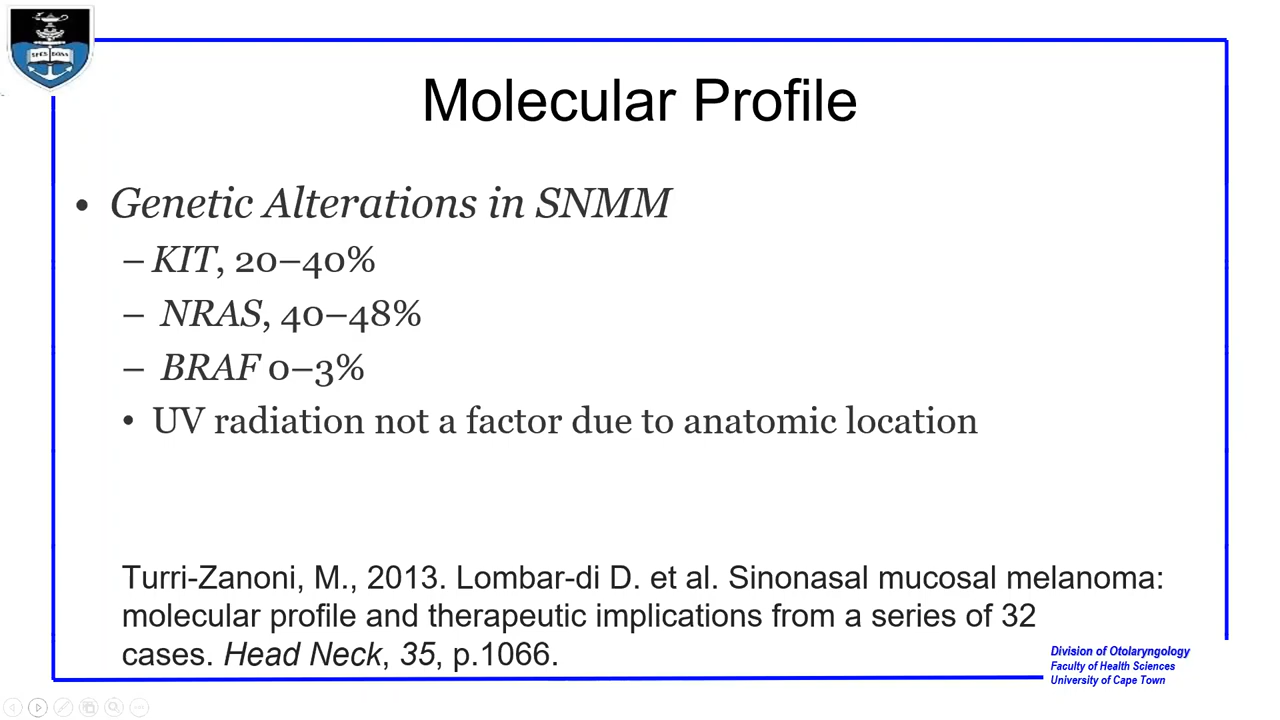 SPES BONA
Molecular Profile
• Genetic Alterations in SNMM
– KIT, 20–40%
– NRAS, 40–48%
– BRAF 0–3%
• UV radiation not a factor due to anatomic location
Turri-Zanoni, M., 2013. Lombar-di D. et al. Sinonasal mucosal melanoma:
molecular profile and therapeutic implications from a series of 32
cases. Head Neck, 35, p.1066.
Division of Otolaryngology
Faculty of Health Sciences
University of Cape Town